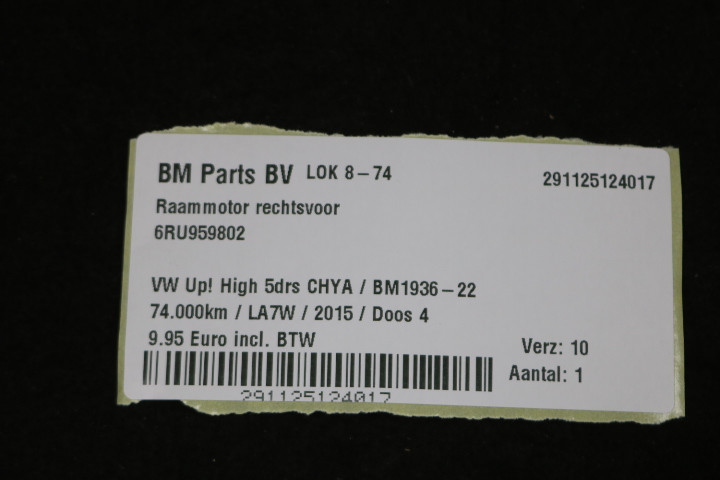 BM Parts BV LOK 8-74 291125124017
Raammotor rechtsvoor
6RU959802
VW Up! High 5drs CHYA / BM1936-22
74.000km / LA7W / 2015 / Doos 4
9.95 Euro incl. BTW Verz: 10
Aantal: 1
291125124017